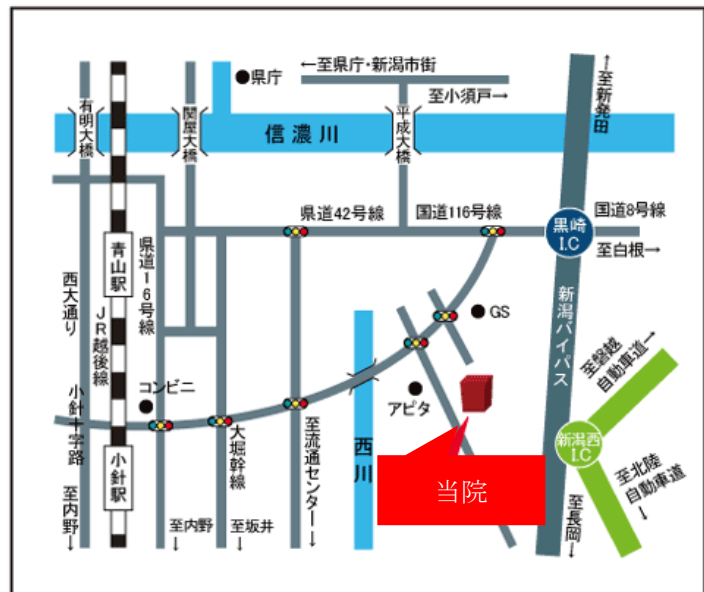 ●県庁
←至県庁・新潟市街
至小須戸→
←至新発田
有明大橋
関屋大橋
信濃川
平成大橋
県道42号線
国道116号線
黒崎
I.C
国道8号線
至白根→
青山駅
県道16号線
西大通り
JR越後線
新潟バイパス
GS
至磐越
自動車道→
コンビニ
アピタ
小針十字路
小針駅
大堀幹線
至流通センター→
西川
当院
新潟西
I.C
至北陸
自動車道
↓
至内野
↓
至内野
↓
至坂井
↓
至長岡→